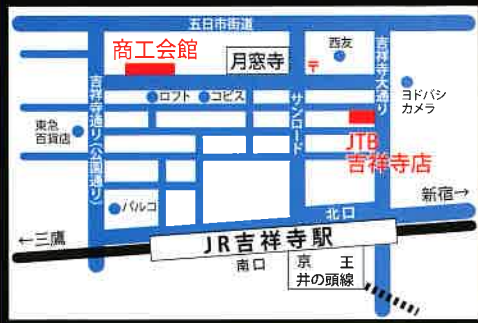 五日市街道
商工会館
月窓寺
西友
〒
吉祥寺大通り
ロフト
コピス
サンロード
ヨドバシ
カメラ
吉祥寺通り(公園通り)
東急
百貨店
JTB
吉祥寺店
パルコ
新宿→
北口
←三鷹
JR吉祥寺駅
南口
京王
井の頭線